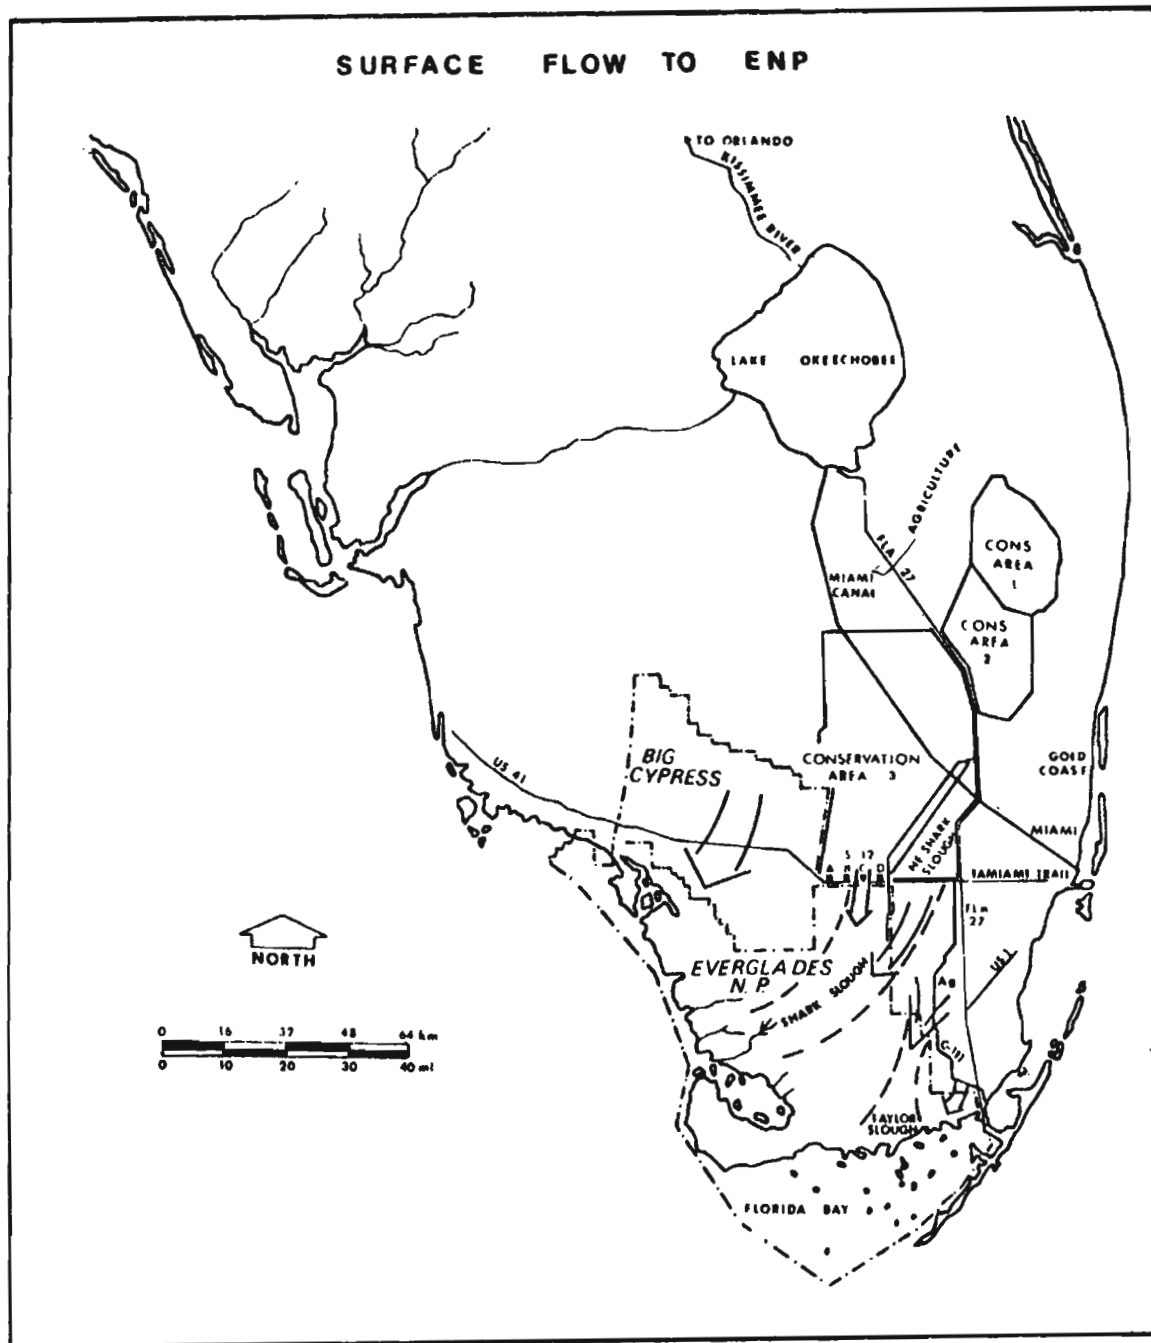 SURFACE FLOW TO ENP
TO ORLANDO
KISSIMMEE RIVER
LAKE OKEECHOBEE
AGRICULTURE
FLA 27
MIAMI
CANAL
CONS
AREA
1
CONS
AREA
2
BIG
CYPRESS
US 41
CONSERVATION
AREA 3
GOLD
COAST
MIAMI
NE SHARK
SLOUGH
S 12
A B C D
TAMIAMI TRAIL
FLA
27
US 1
NORTH
EVERGLADES
N.P.
SHARK SLOUGH
AG
C-111
0 16 32 48 64 km
0 10 20 30 40 mi
TAYLOR
SLOUGH
FLORIDA BAY